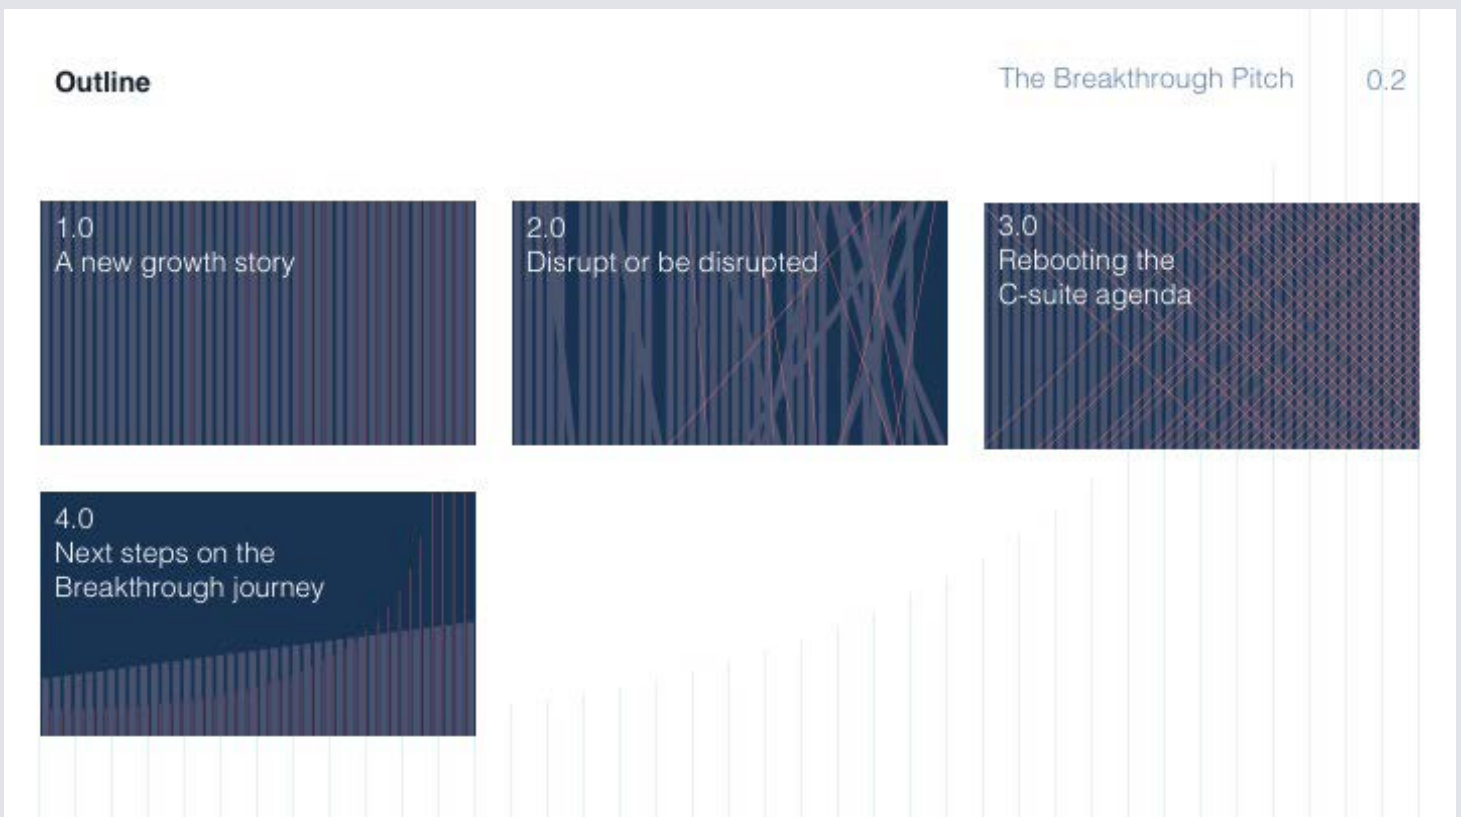 Outline
The Breakthrough Pitch
0.2
1.0
A new growth story
2.0
Disrupt or be disrupted
3.0
Rebooting the
C-suite agenda
4.0
Next steps on the
Breakthrough journey